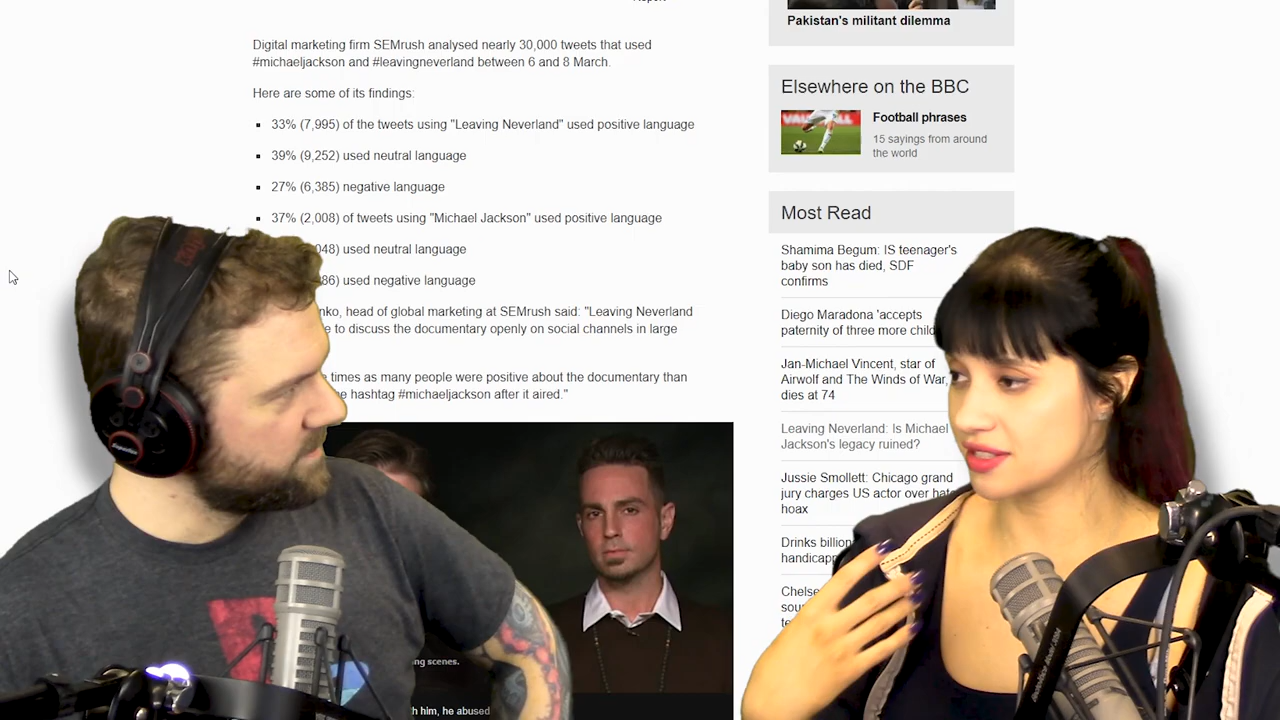 Pakistan's militant dilemma
Digital marketing firm SEMrush analysed nearly 30,000 tweets that used
#michaeljackson and #leavingneverland between 6 and 8 March.
Here are some of its findings:
33% (7,995) of the tweets using "Leaving Neverland" used positive language
39% (9,252) used neutral language
27% (6,385) negative language
37% (2,008) of tweets using "Michael Jackson" used positive language
048) used neutral language
86) used negative language
nko, head of global marketing at SEMrush said: "Leaving Neverland
e to discuss the documentary openly on social channels in large
times as many people were positive about the documentary than
e hashtag #michaeljackson after it aired."
ng scenes.
h him, he abused
Elsewhere on the BBC
Football phrases
15 sayings from around
the world
Most Read
Shamima Begum: IS teenager's
baby son has died, SDF
confirms
Diego Maradona 'accepts
paternity of three more child
Jan-Michael Vincent, star of
Airwolf and The Winds of War,
dies at 74
Leaving Neverland: Is Michael
Jackson's legacy ruined?
Jussie Smollett: Chicago grand
jury charges US actor over hat
hoax
Drinks billion
handicapp
Chelse
sou
te
Superlux